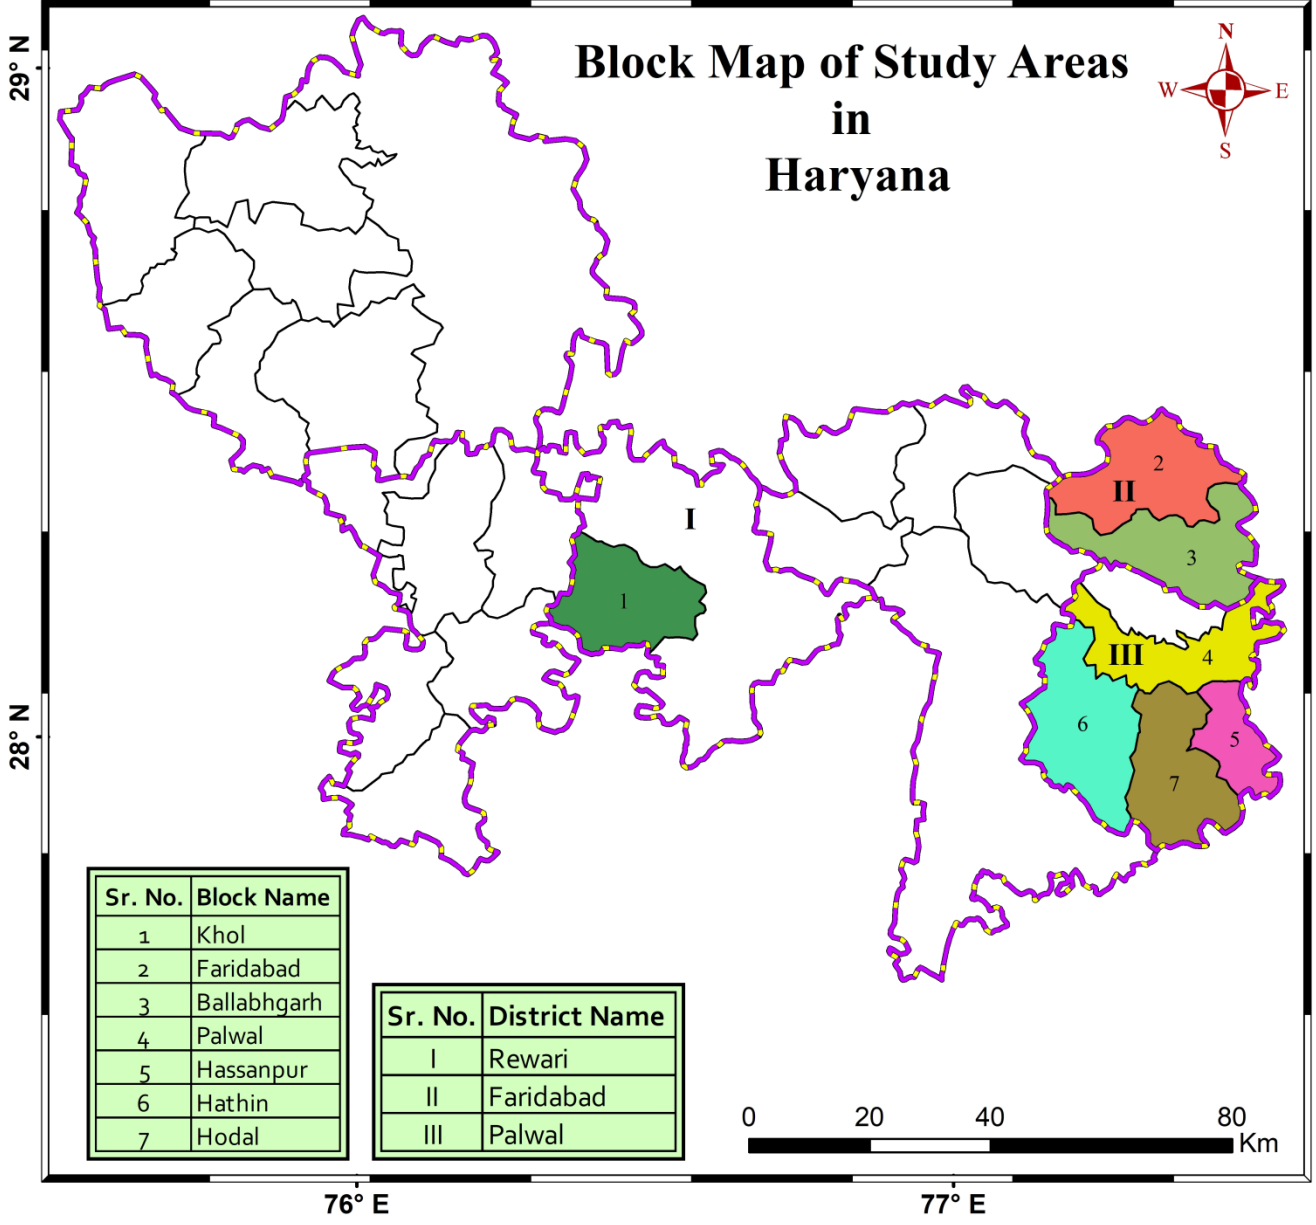 Block Map of Study Areas
in
Haryana
N
W E
S
29° N
28° N
I
II
III
1
2
3
4
5
6
7
Sr. No. Block Name
1 Khol
2 Faridabad
3 Ballabhgarh
4 Palwal
5 Hassanpur
6 Hathin
7 Hodal
Sr. No. District Name
I Rewari
II Faridabad
III Palwal
0 20 40 80
Km
76° E 77° E